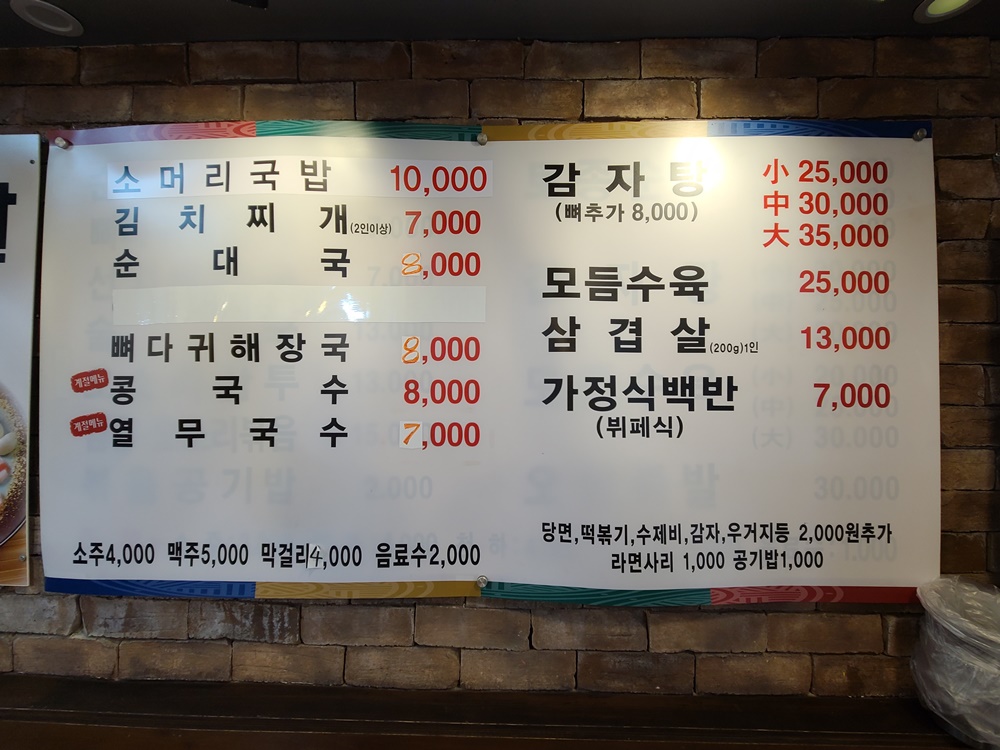 소머리국밥 10,000
김치찌개(2인이상) 7,000
순대국 8,000
뼈다귀해장국 8,000
계절메뉴 콩국수 8,000
계절메뉴 열무국수 7,000
소주4,000 맥주5,000 막걸리4,000 음료수2,000
감자탕 小 25,000
(뼈추가 8,000) 中 30,000
大 35,000
모듬수육 25,000
삼겹살(200g)1인 13,000
가정식백반 7,000
(뷔페식)
당면,떡볶기,수제비,감자,우거지등 2,000원추가
라면사리 1,000 공기밥1,000